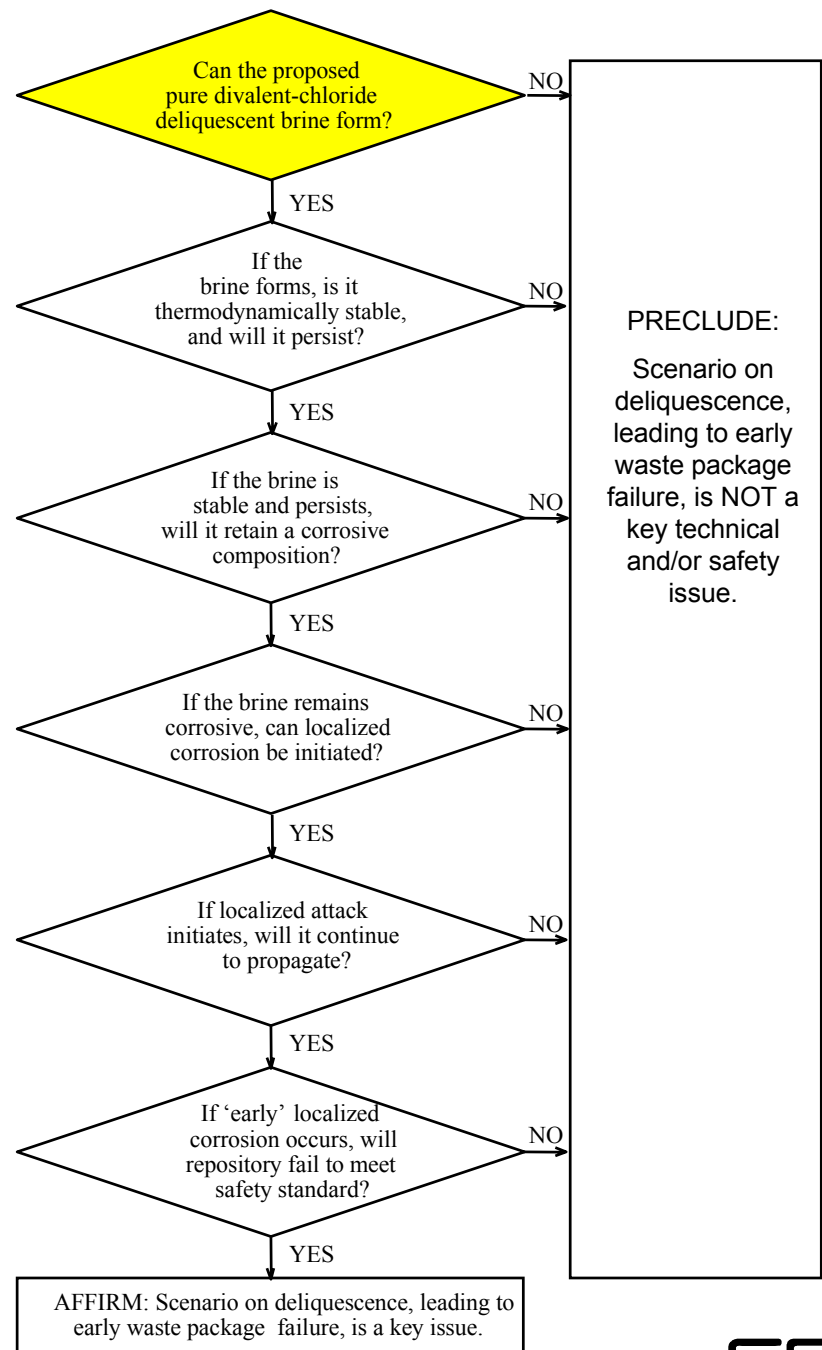 Can the proposed
pure divalent-chloride
deliquescent brine form?
NO
YES
If the
brine forms, is it
thermodynamically stable,
and will it persist?
NO
YES
If the brine is
stable and persists,
will it retain a corrosive
composition?
NO
YES
If the brine remains
corrosive, can localized
corrosion be initiated?
NO
YES
If localized attack
initiates, will it continue
to propagate?
NO
YES
If ‘early’ localized
corrosion occurs, will
repository fail to meet
safety standard?
NO
YES
AFFIRM: Scenario on deliquescence, leading to
early waste package failure, is a key issue.
PRECLUDE:
Scenario on
deliquescence,
leading to early
waste package
failure, is NOT a
key technical
and/or safety
issue.